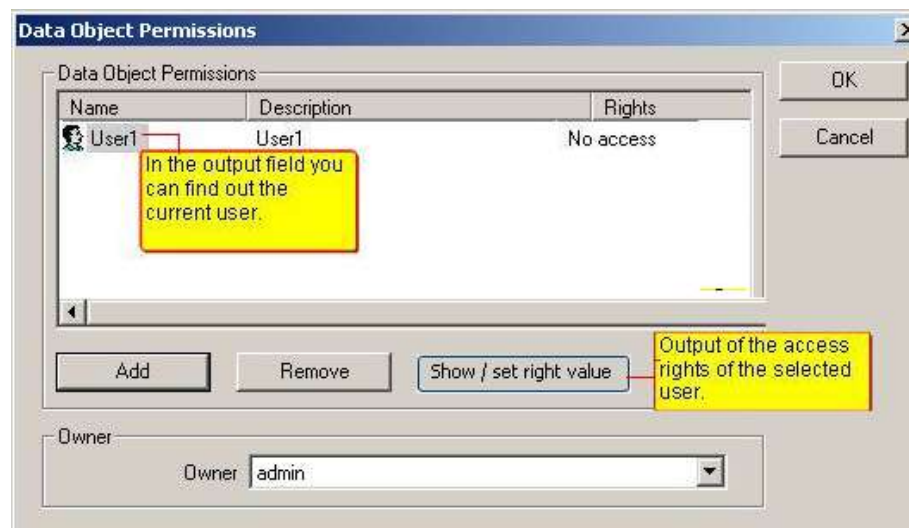 Data Object Permissions
Data Object Permissions
OK
Name Description Rights
User1 User1 No access
Cancel
In the output field you
can find out the
current user.
Add Remove Show / set right value
Output of the access
rights of the selected
user.
Owner
Owner admin